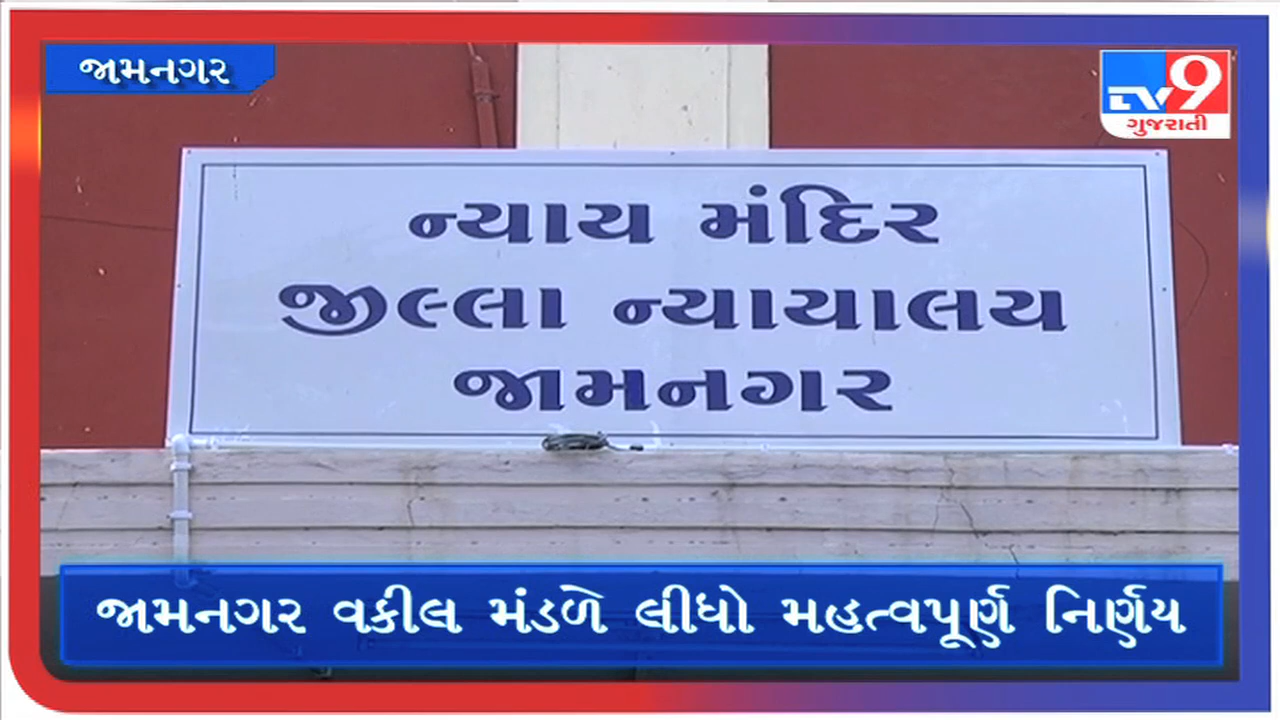 જામનગર
TV9
ગુજરાતી
ન્યાય મંદિર
જીલ્લા ન્યાયાલય
જામનગર
જામનગર વકીલ મંડળે લીધો મહત્વપૂર્ણ નિર્ણય